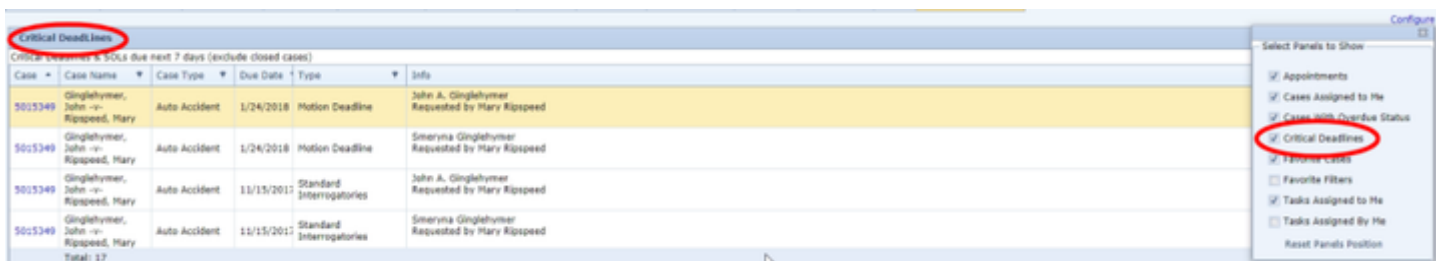 Configure
Critical DeadLines
Critical Deadlines & SOLs due next 7 days (exclude closed cases)
Case Case Name Case Type Due Date Type Info
5015349 Ginglehymer, John -v- Ripspeed, Mary Auto Accident 1/24/2018 Motion Deadline John A. Ginglehymer
Requested by Mary Ripspeed
5015349 Ginglehymer, John -v- Ripspeed, Mary Auto Accident 1/24/2018 Motion Deadline Smeryna Ginglehymer
Requested by Mary Ripspeed
5015349 Ginglehymer, John -v- Ripspeed, Mary Auto Accident 11/15/2017 Standard Interrogatories John A. Ginglehymer
Requested by Mary Ripspeed
5015349 Ginglehymer, John -v- Ripspeed, Mary Auto Accident 11/15/2017 Standard Interrogatories Smeryna Ginglehymer
Requested by Mary Ripspeed
Total: 17
Select Panels to Show
Appointments
Cases Assigned to Me
Cases With Overdue Status
Critical Deadlines
Favorite Cases
Favorite Filters
Tasks Assigned to Me
Tasks Assigned By Me
Reset Panels Position